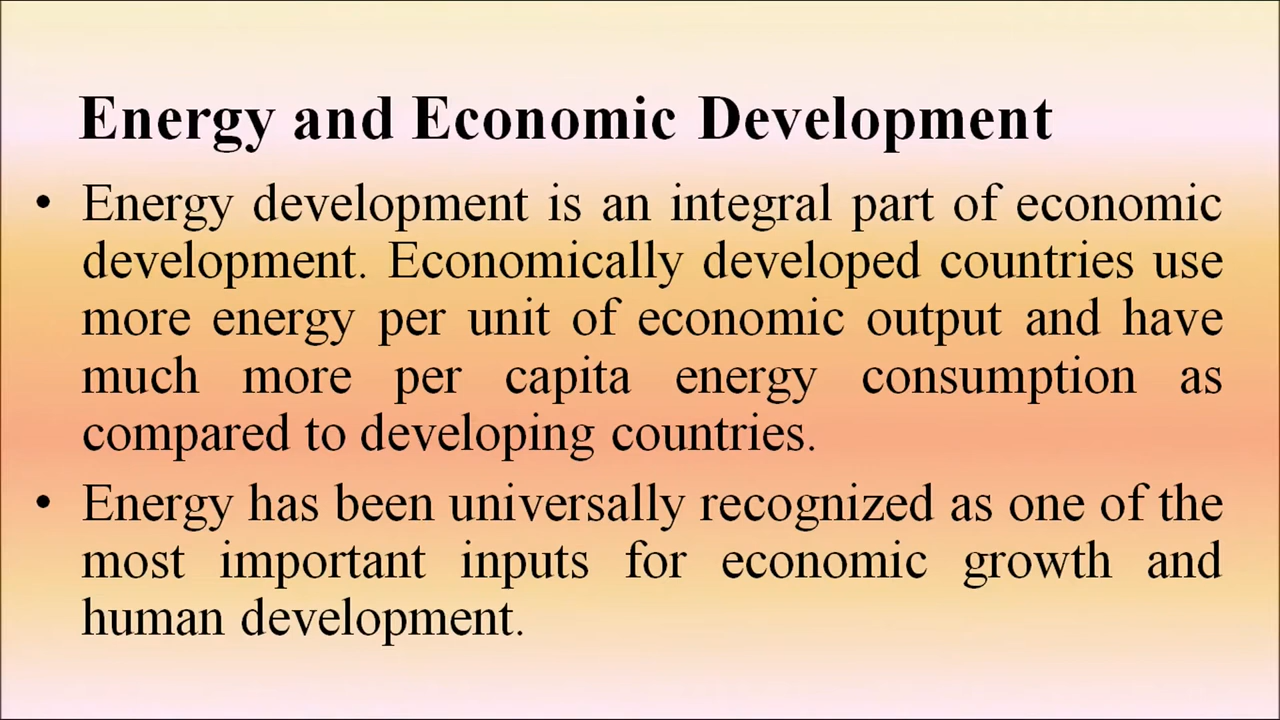 Energy and Economic Development
• Energy development is an integral part of economic
development. Economically developed countries use
more energy per unit of economic output and have
much more per capita energy consumption as
compared to developing countries.
• Energy has been universally recognized as one of the
most important inputs for economic growth and
human development.